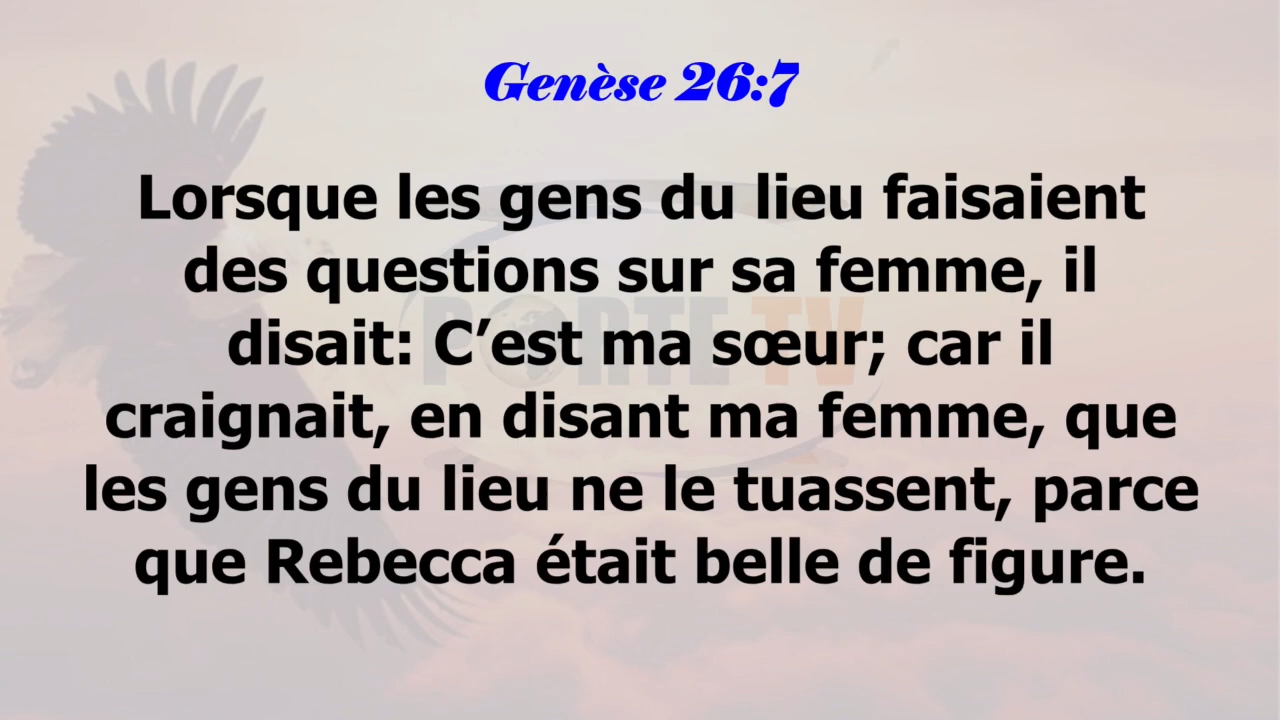 Genèse 26:7
Lorsque les gens du lieu faisaient
des questions sur sa femme, il
disait: C’est ma sœur; car il
craignait, en disant ma femme, que
les gens du lieu ne le tuassent, parce
que Rebecca était belle de figure.
PORTE TV